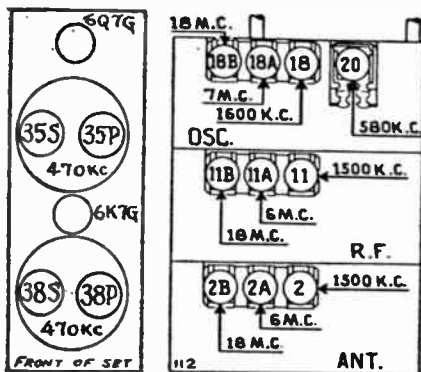 6Q7G
35S 35P
470KC
6K7G
38S 38P
470KC
FRONT OF SET
18 M.C.
18B 18A 18 20
7 M.C.
1600 K.C.
580 K.C.
OSC.
11B 11A 11 1500 K.C.
6 M.C.
18 M.C.
R.F.
2B 2A 2 1500 K.C.
6 M.C.
18 M.C.
112 ANT.